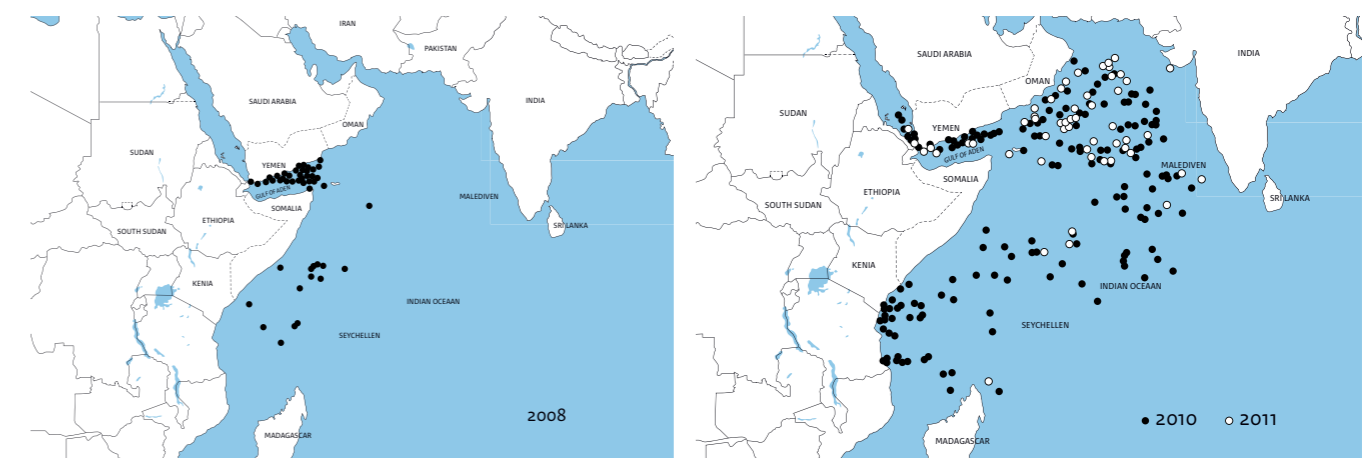 IRAN
PAKISTAN
SAUDI ARABIA
INDIA
OMAN
SUDAN
YEMEN
GULF OF ADEN
MALEDIVEN
SOMALIA
ETHIOPIA
SRI LANKA
SOUTH SUDAN
KENIA
INDIAN OCEAAN
SEYCHELLEN
2008
MADAGASCAR
SAUDI ARABIA
INDIA
OMAN
SUDAN
YEMEN
GULF OF ADEN
MALEDIVEN
SOMALIA
ETHIOPIA
SRI LANKA
SOUTH SUDAN
KENIA
INDIAN OCEAAN
SEYCHELLEN
2010
2011
MADAGASCAR